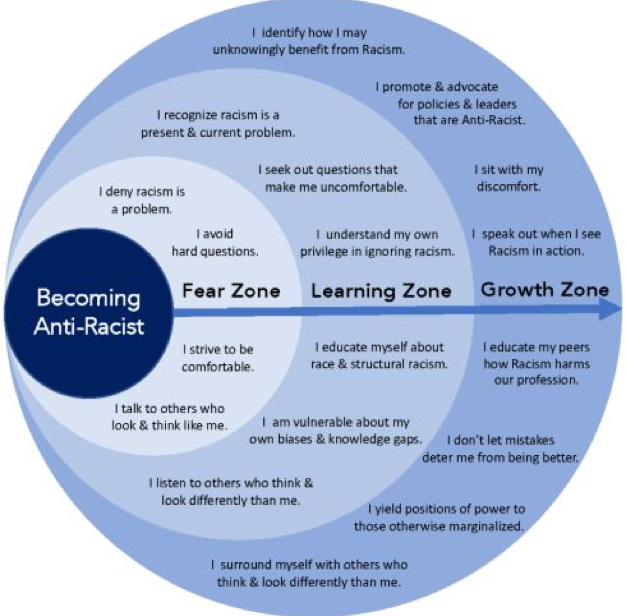 I identify how I may
unknowingly benefit from Racism.
I promote & advocate
for policies & leaders
that are Anti-Racist.
I recognize racism is a
present & current problem.
I seek out questions that
make me uncomfortable.
I sit with my
discomfort.
I deny racism is
a problem.
I avoid
hard questions.
I understand my own
privilege in ignoring racism.
I speak out when I see
Racism in action.
Becoming
Anti-Racist
Fear Zone
Learning Zone
Growth Zone
I strive to be
comfortable.
I educate myself about
race & structural racism.
I educate my peers
how Racism harms
our profession.
I talk to others who
look & think like me.
I am vulnerable about my
own biases & knowledge gaps.
I don't let mistakes
deter me from being better.
I listen to others who think &
look differently than me.
I yield positions of power to
those otherwise marginalized.
I surround myself with others who
think & look differently than me.